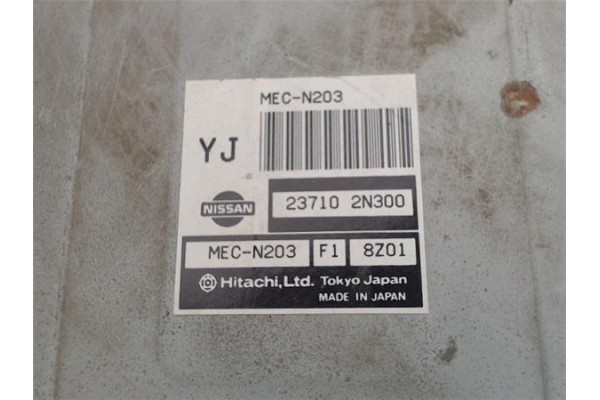 MEC-N203
YJ
NISSAN
23710 2N300
MEC-N203 F1 8Z01
Hitachi,Ltd. Tokyo Japan
MADE IN JAPAN